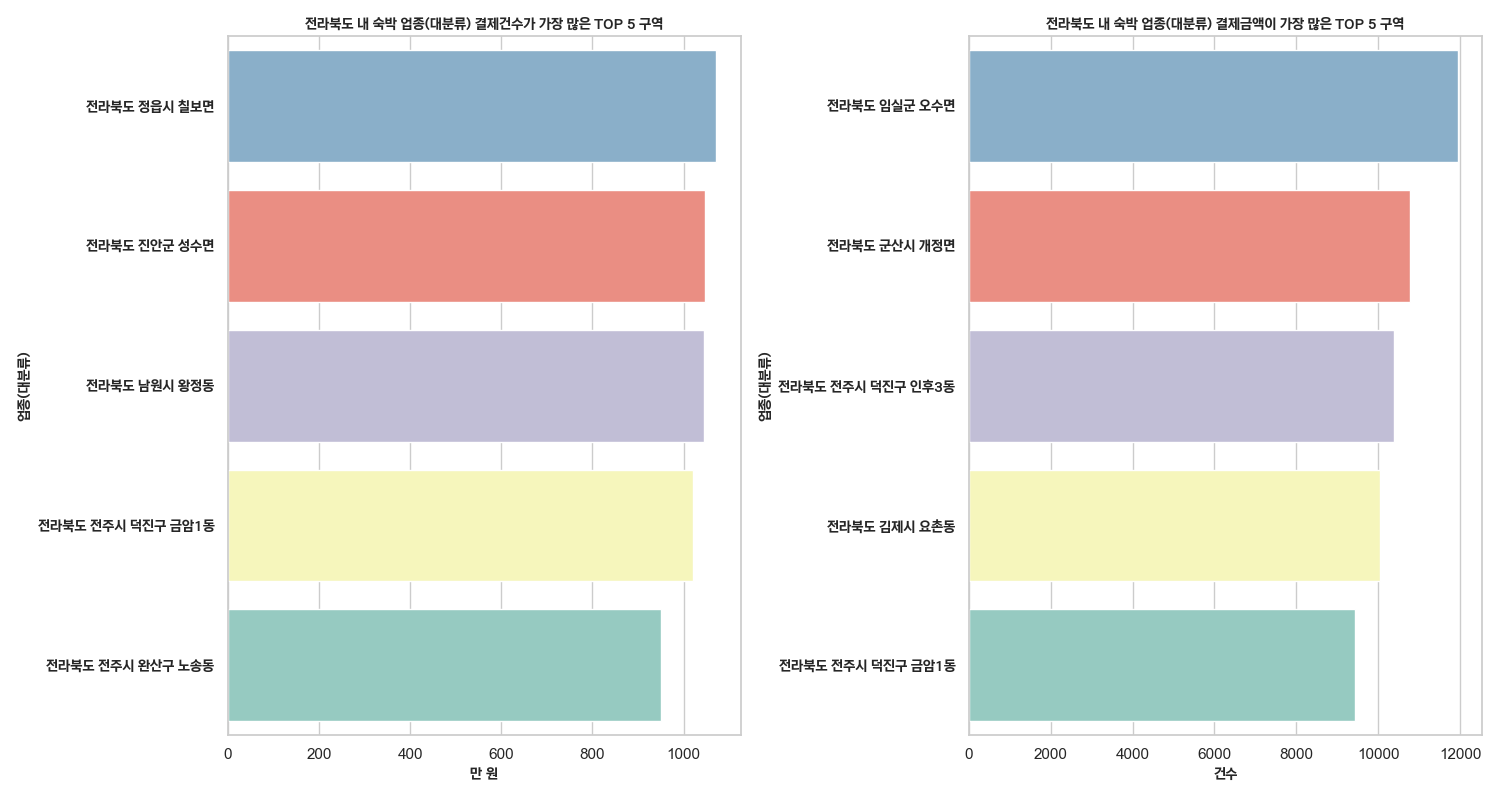 전라북도 내 숙박 업종(대분류) 결제건수가 가장 많은 TOP 5 구역
업종(대분류)
전라북도 정읍시 칠보면
전라북도 진안군 성수면
전라북도 남원시 왕정동
전라북도 전주시 덕진구 금암1동
전라북도 전주시 완산구 노송동
0 200 400 600 800 1000
만 원
전라북도 내 숙박 업종(대분류) 결제금액이 가장 많은 TOP 5 구역
업종(대분류)
전라북도 임실군 오수면
전라북도 군산시 개정면
전라북도 전주시 덕진구 인후3동
전라북도 김제시 요촌동
전라북도 전주시 덕진구 금암1동
0 2000 4000 6000 8000 10000 12000
건수